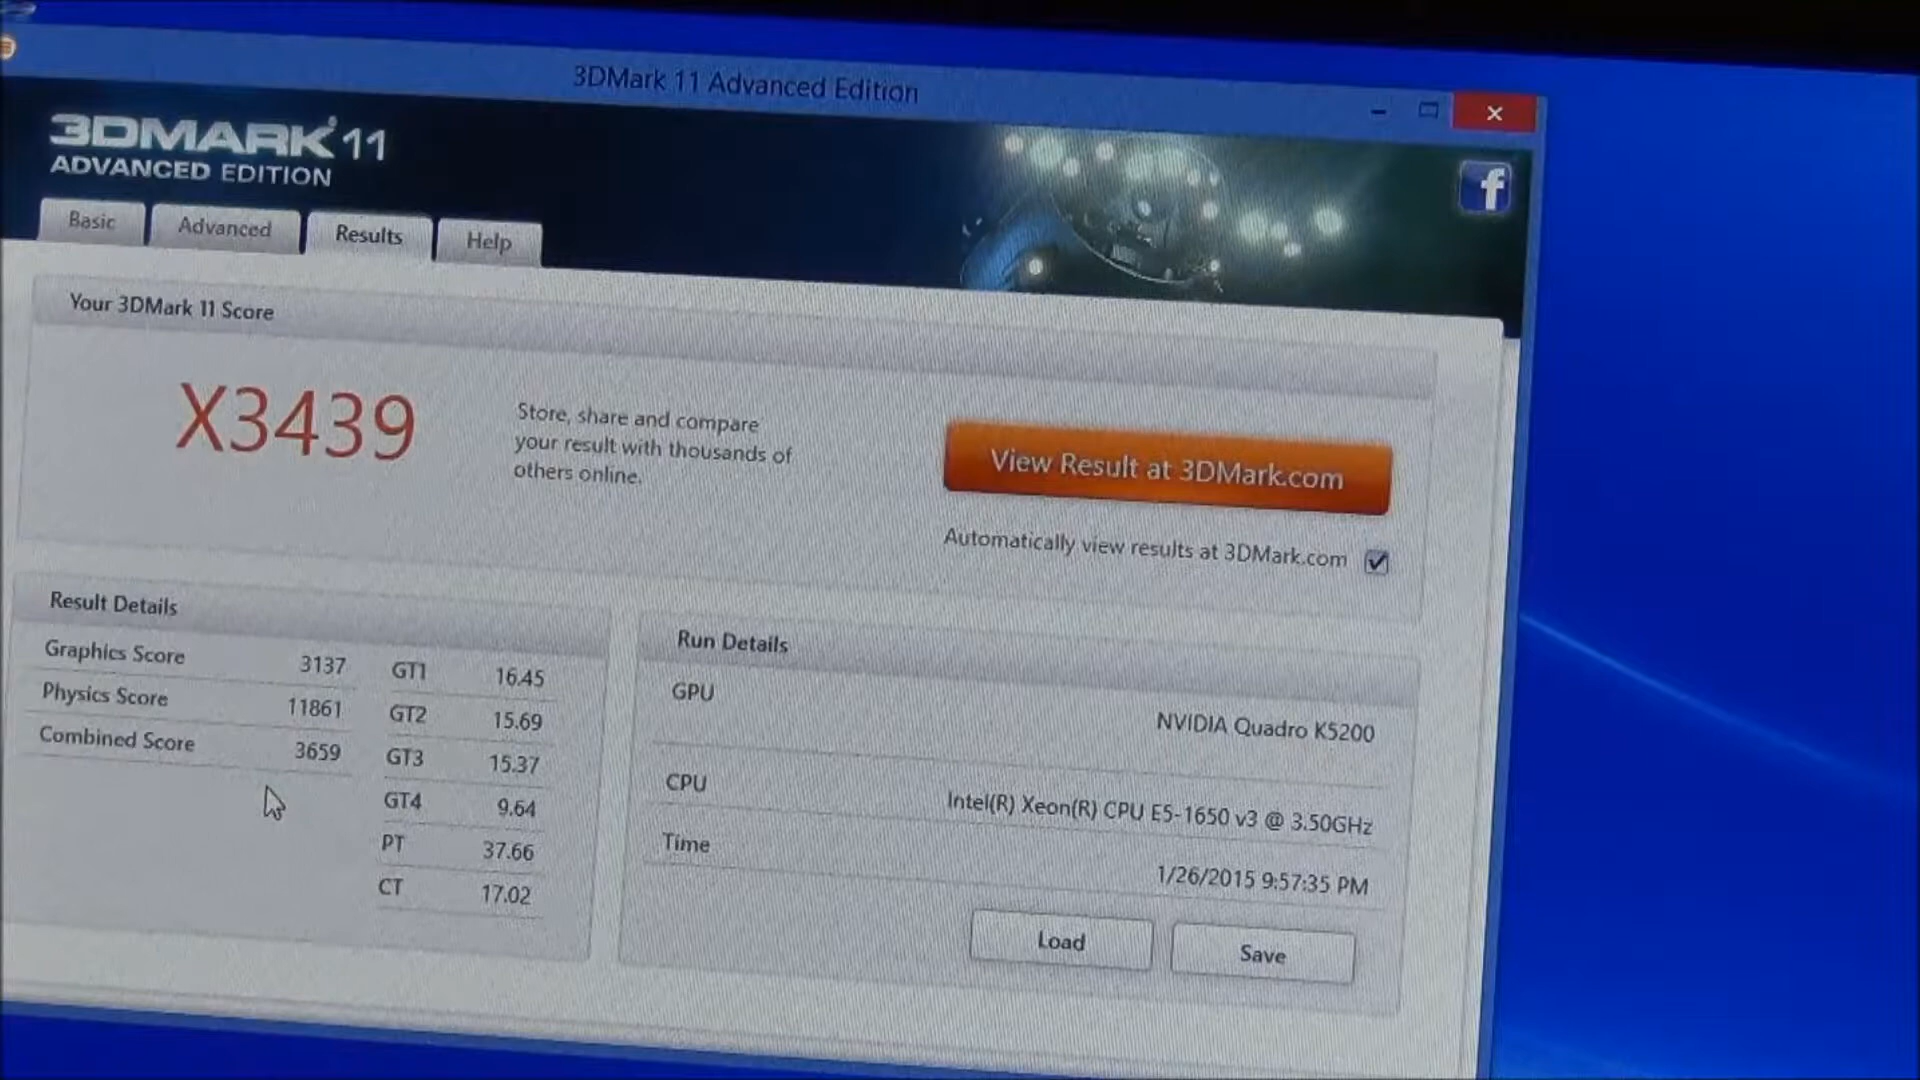 3DMark 11 Advanced Edition
3DMARK 11
ADVANCED EDITION
f
Basic
Advanced
Results
Help
Your 3DMark 11 Score
X3439
Store, share and compare
your result with thousands of
others online.
View Result at 3DMark.com
Automatically view results at 3DMark.com
Result Details
Graphics Score 3137
Physics Score 11861
Combined Score 3659
GT1 16.45
GT2 15.69
GT3 15.37
GT4 9.64
PT 37.66
CT 17.02
Run Details
GPU
NVIDIA Quadro K5200
CPU
Intel(R) Xeon(R) CPU E5-1650 v3 @ 3.50GHz
Time
1/26/2015 9:57:35 PM
Load
Save